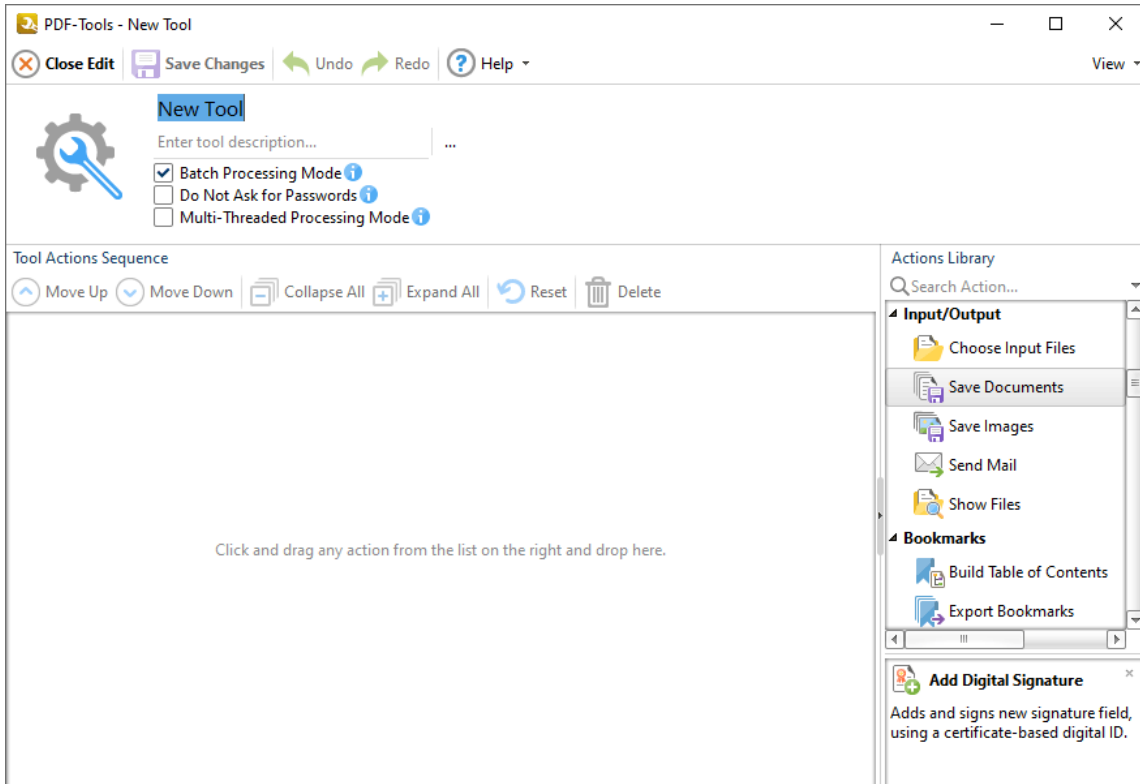 PDF-Tools - New Tool
Close Edit Save Changes Undo Redo ? Help View
New Tool
Enter tool description... ...
Batch Processing Mode i
Do Not Ask for Passwords i
Multi-Threaded Processing Mode i
Tool Actions Sequence
Move Up Move Down Collapse All Expand All Reset Delete
Click and drag any action from the list on the right and drop here.
Actions Library
Search Action...
Input/Output
Choose Input Files
Save Documents
Save Images
Send Mail
Show Files
Bookmarks
Build Table of Contents
Export Bookmarks
Add Digital Signature
Adds and signs new signature field,
using a certificate-based digital ID.